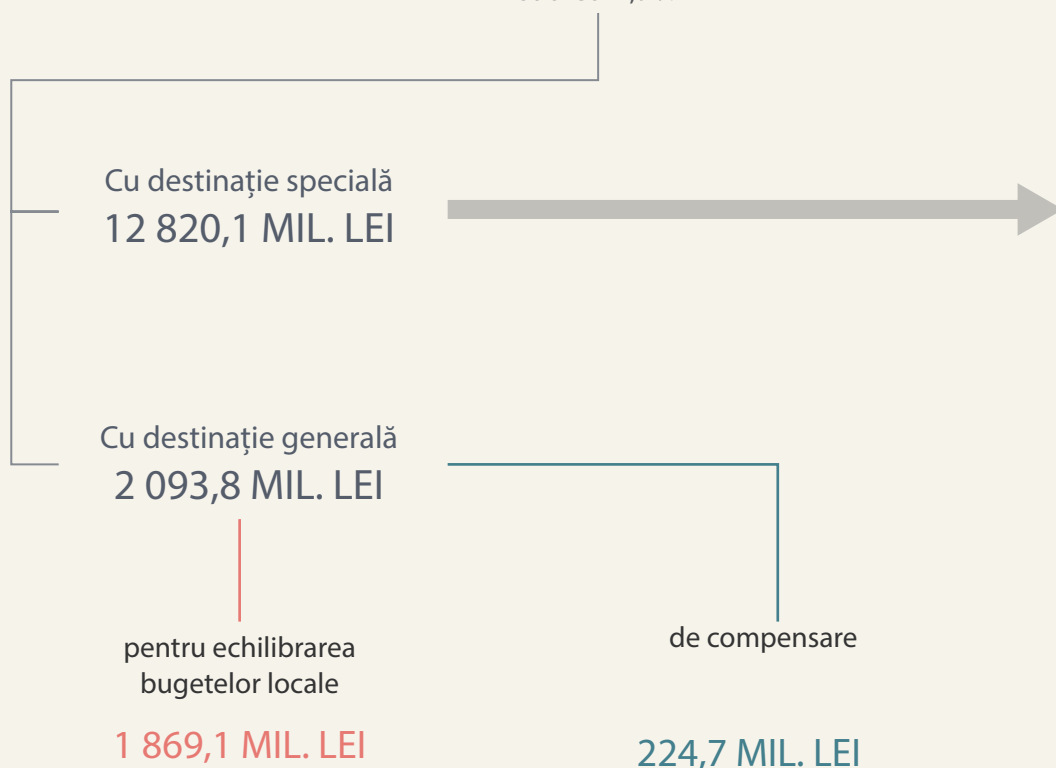 Cu destinație specială
12 820,1 MIL. LEI
Cu destinație generală
2 093,8 MIL. LEI
pentru echilibrarea
bugetelor locale
1 869,1 MIL. LEI
de compensare
224,7 MIL. LEI